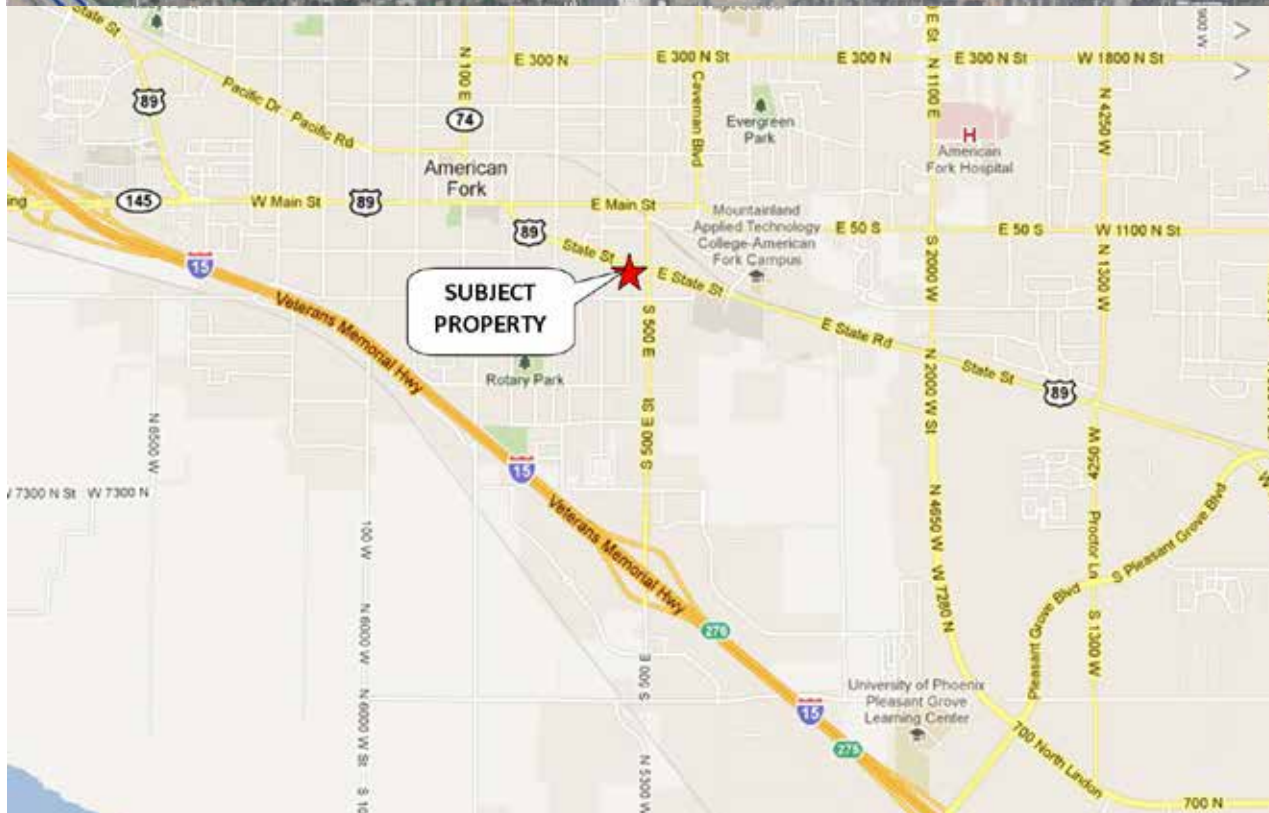 State St
89
Pacific Dr - Pacific Rd
N 100 E
74
E 300 N
Caveman Blvd
Evergreen
Park
E 300 N
E St
N 1100 E
E 300 N St
W 1800 N St
900 W
>
>
H
American
Fork Hospital
N 4250 W
American
Fork
145
W Main St
89
E Main St
Mountainland
Applied Technology
College-American
Fork Campus
E 50 S
E 50 S
W 1100 N St
89
State St
E State St
SUBJECT
PROPERTY
15
Veterans Memorial Hwy
S 500 E
Rotary Park
S 2000 W
N 1300 W
E State Rd
State St
89
N 2000 W St
N 6500 W
S 500 E St
15
W 7300 N St
W 7300 N
4250 W
100 W
Veterans Memorial Hwy
N 4650 W
W 7280 N
Proctor Ln
S Pleasant Grove Blvd
Pleasant Grove Blvd
N 6000 W
276
S 1300 W
S 500 E
N 6000 W St
University of Phoenix
Pleasant Grove
Learning Center
15
275
700 North Lindon
N 5300 W
700 N